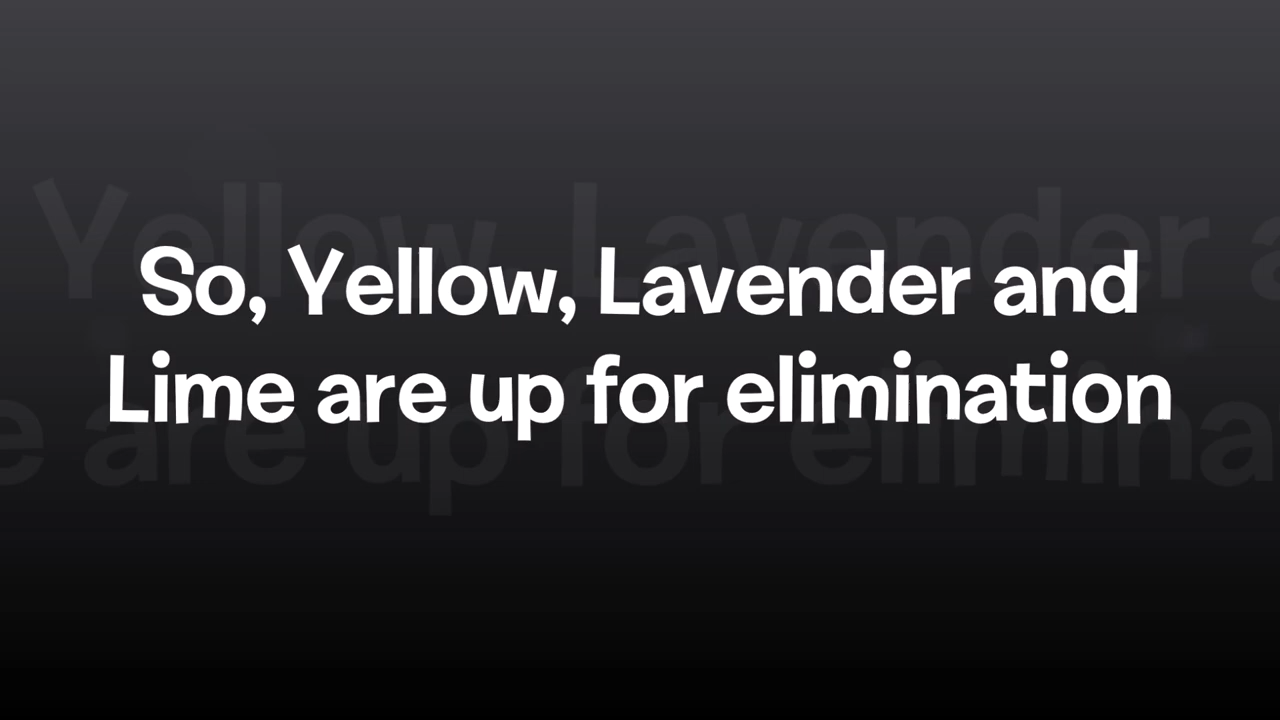 So, Yellow, Lavender and
Lime are up for elimination